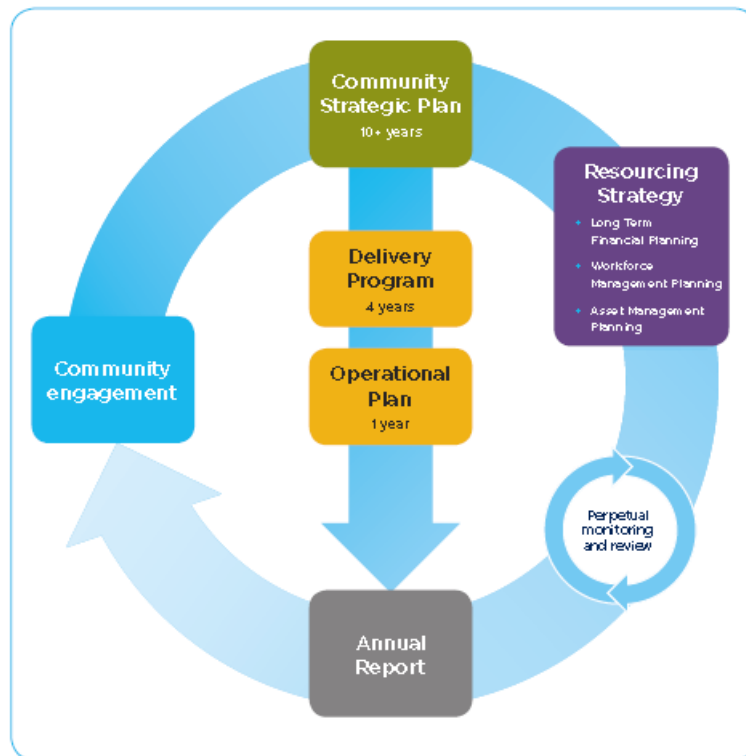 Community
Strategic Plan
10+ years
Resourcing
Strategy
Long Term
Financial Planning
Workforce
Management Planning
Asset Management
Planning
Delivery
Program
4 years
Community
engagement
Operational
Plan
1 year
Perpetual
monitoring
and review
Annual
Report